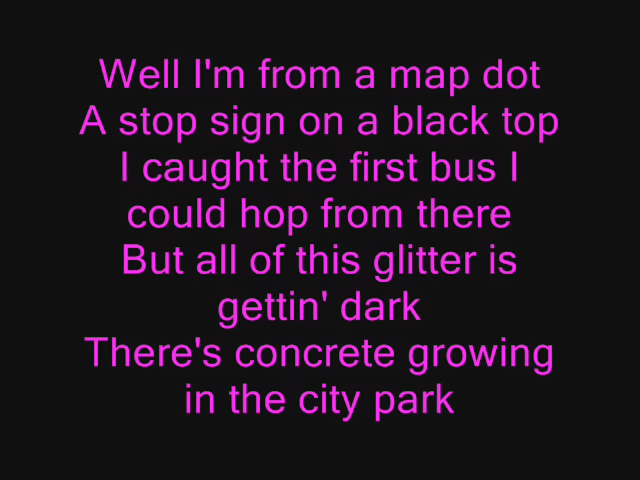 Well I'm from a map dot
A stop sign on a black top
I caught the first bus I
could hop from there
But all of this glitter is
gettin' dark
There's concrete growing
in the city park